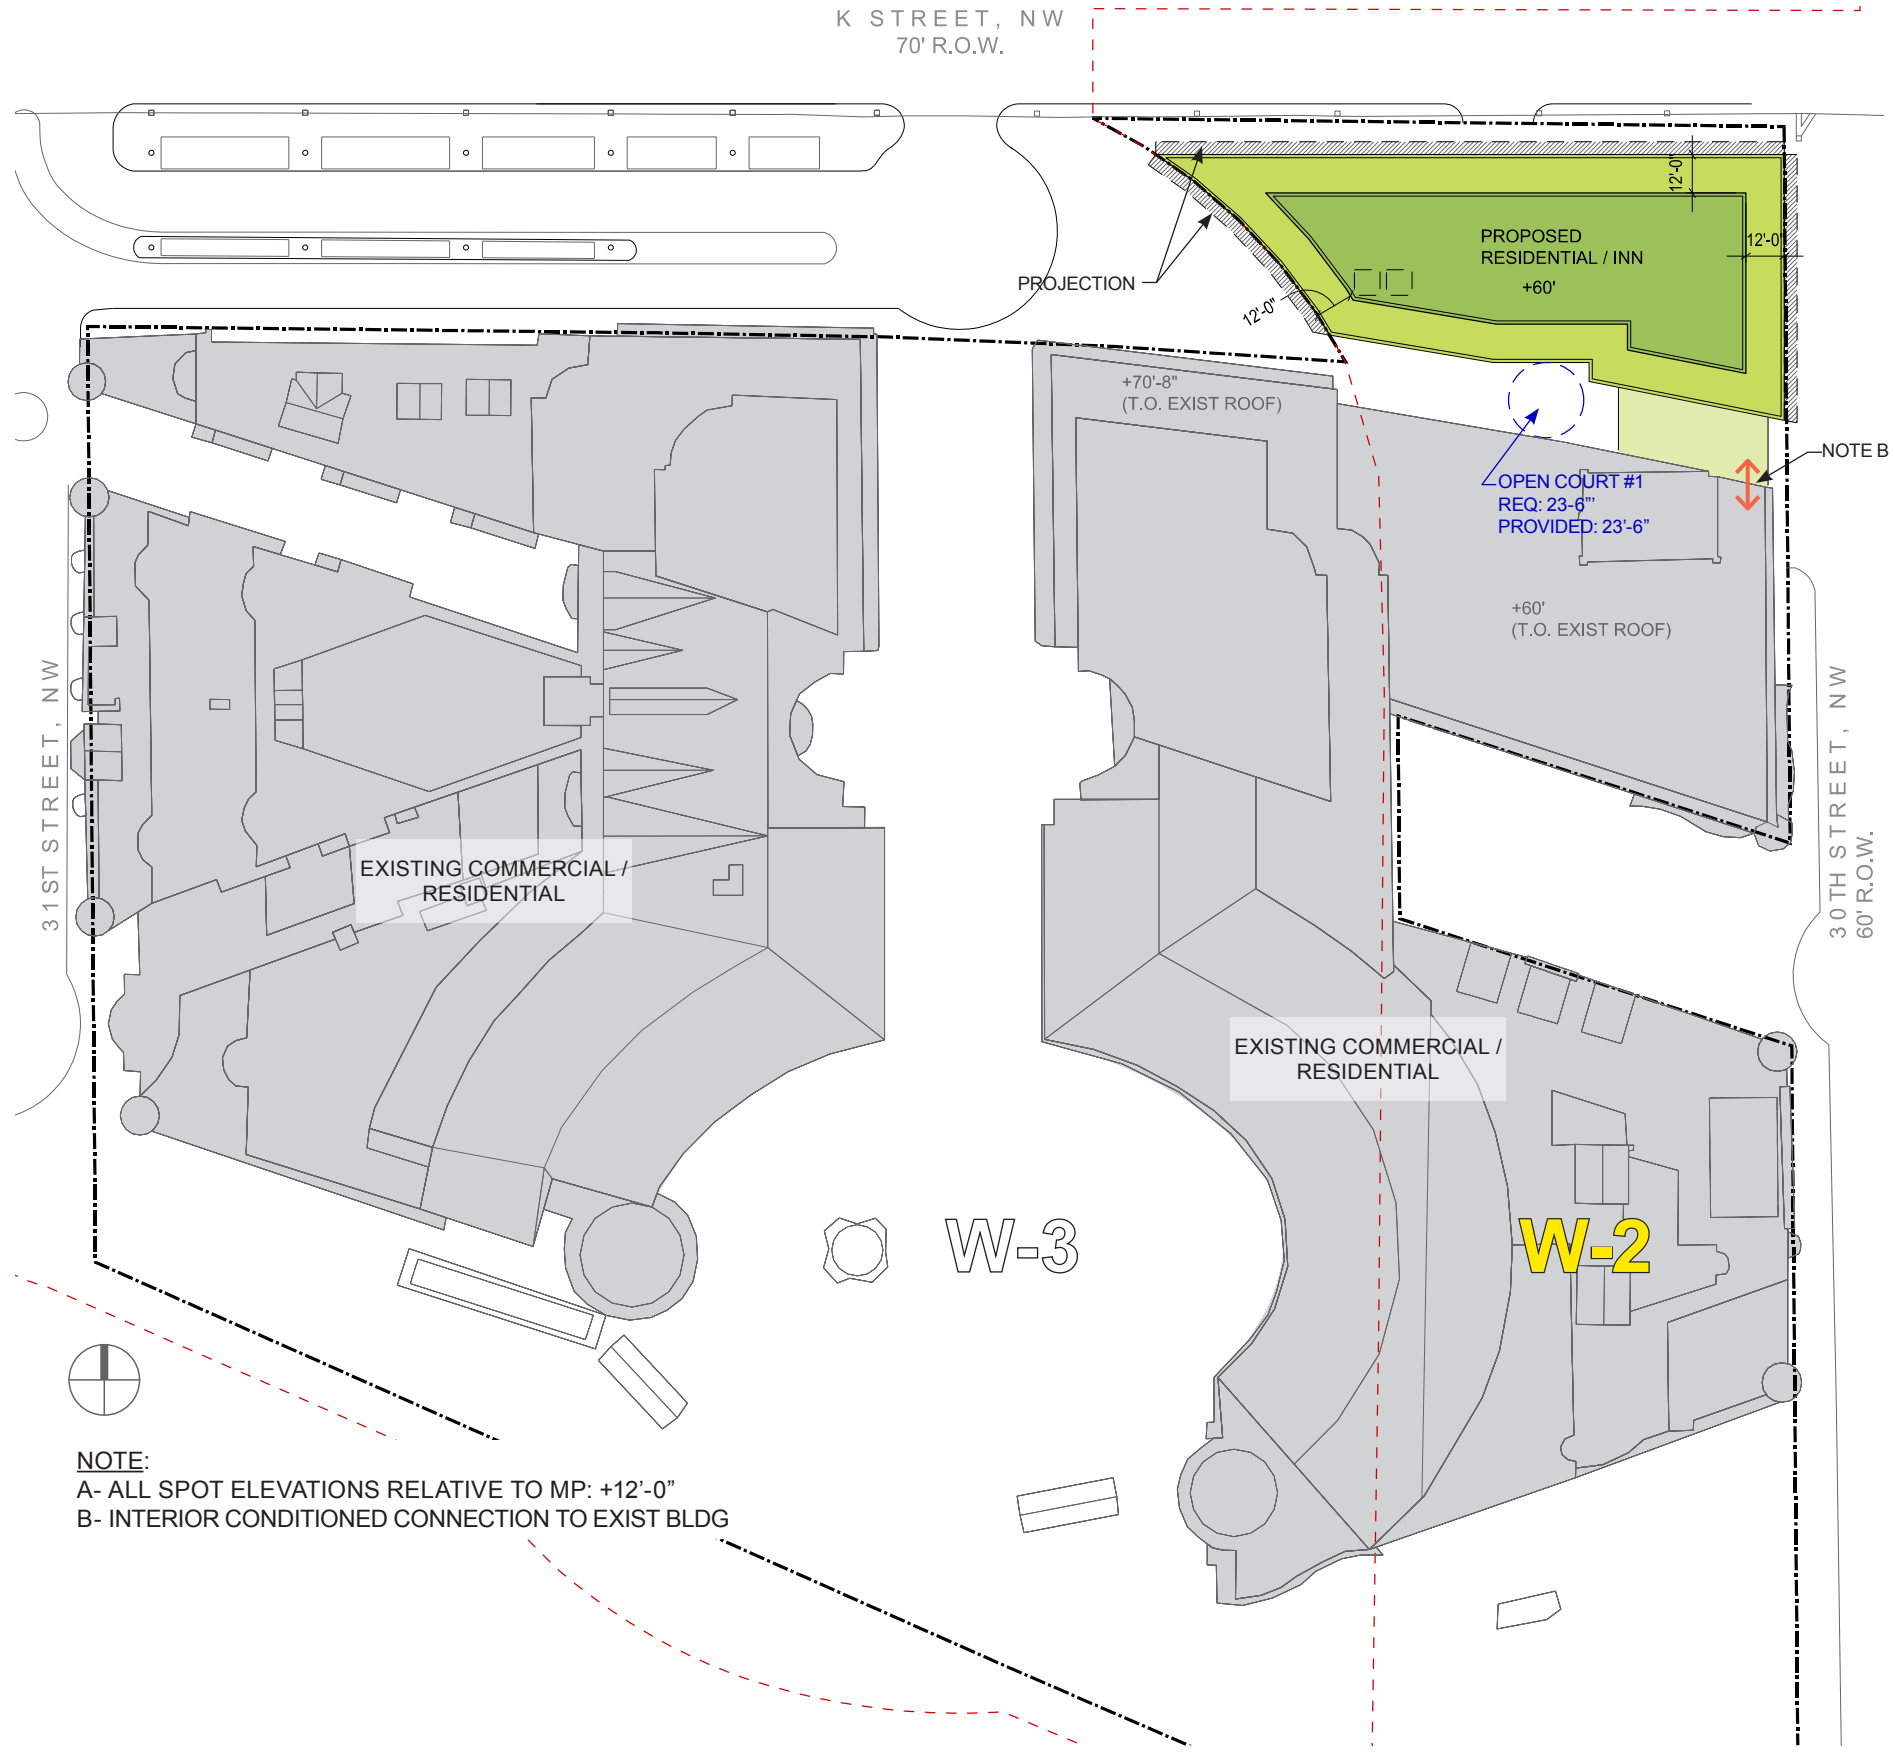 K STREET, NW
70' R.O.W.
12'-0"
PROPOSED
RESIDENTIAL / INN
+60'
12'-0"
PROJECTION
12'-0"
+70'-8"
(T.O. EXIST ROOF)
NOTE B
OPEN COURT #1
REQ: 23-6”'
PROVIDED: 23'-6”
+60'
(T.O. EXIST ROOF)
31ST STREET, NW
30TH STREET, NW
60' R.O.W.
EXISTING COMMERCIAL /
RESIDENTIAL
EXISTING COMMERCIAL /
RESIDENTIAL
W-3
W-2
NOTE:
A- ALL SPOT ELEVATIONS RELATIVE TO MP: +12’-0”
B- INTERIOR CONDITIONED CONNECTION TO EXIST BLDG